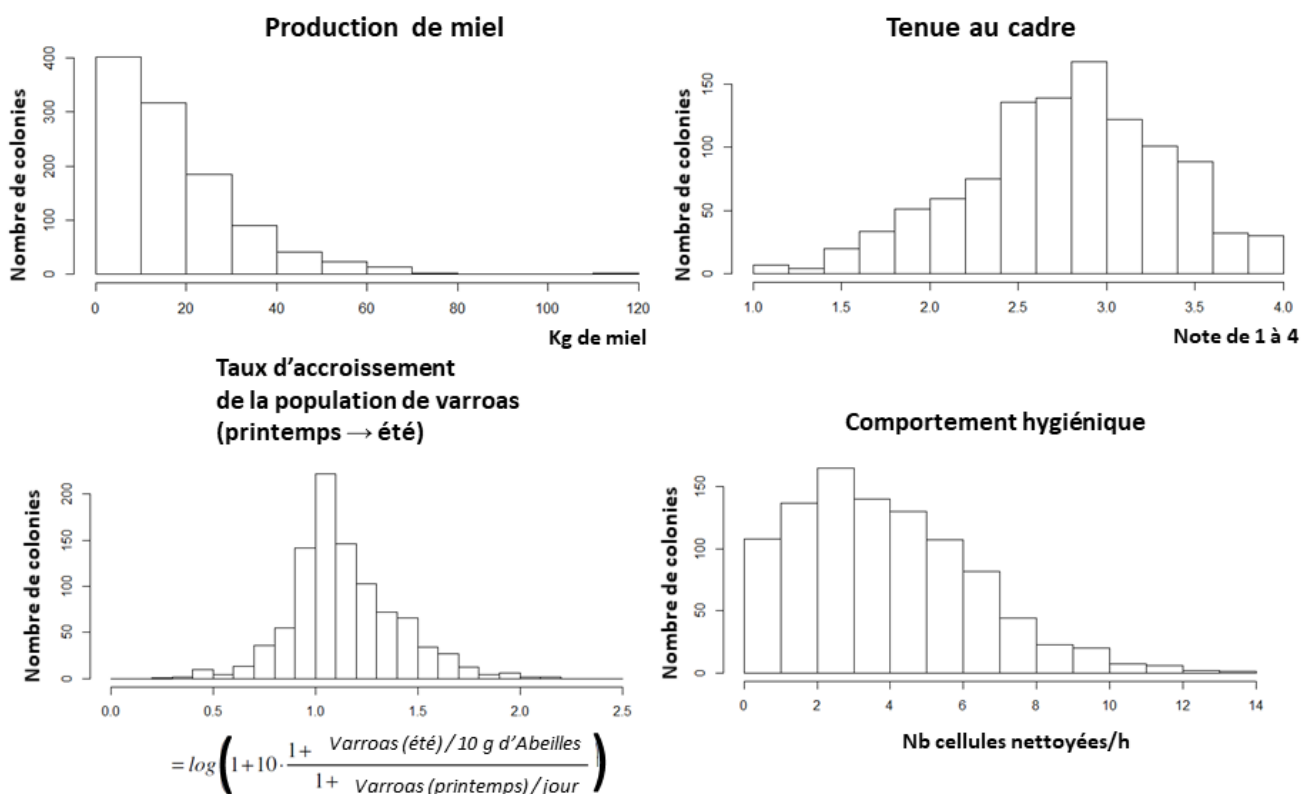 Production de miel
Nombre de colonies
400
300
200
100
0
0 20 40 60 80 100 120
Kg de miel
Tenue au cadre
Nombre de colonies
150
100
50
0
1.0 1.5 2.0 2.5 3.0 3.5 4.0
Note de 1 à 4
Taux d’accroissement
de la population de varroas
(printemps → été)
Nombre de colonies
200
150
100
50
0
0.0 0.5 1.0 1.5 2.0 2.5
= log(1+10· 1+ Varroas (été) / 10 g d’Abeilles
1+ Varroas (printemps) / jour )
Comportement hygiénique
Nombre de colonies
150
100
50
0
0 2 4 6 8 10 12 14
Nb cellules nettoyées/h